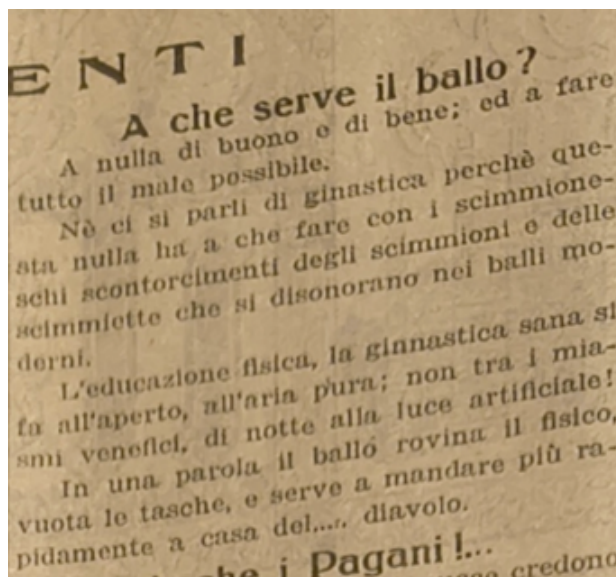 ENTI
A che serve il ballo?
A nulla di buono e di bene; ed a fare
tutto il male possibile.
Nè ci si parli di ginastica perchè que-
sta nulla ha a che fare con i scimmione-
schi scontorcimenti degli scimmioni e delle
scimmiette che si disonorano nei balli mo-
derni.
L'educazione fisica, la ginnastica sana si
fa all'aperto, all'aria pura; non tra i mia-
smi venefici, di notte alla luce artificiale!
In una parola il ballo rovina il fisico,
vuota le tasche, e serve a mandare più ra-
pidamente a casa del..... diavolo.
che i Pagani!...
credono